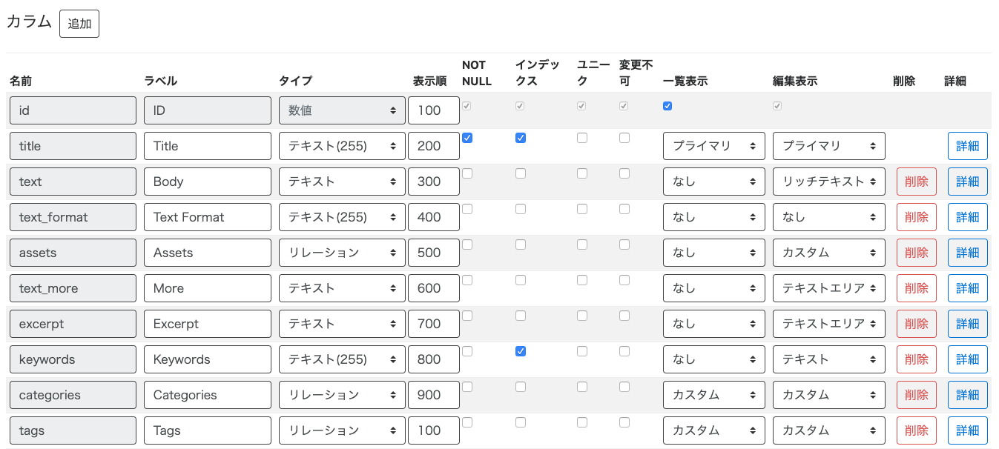 カラム 追加
名前 ラベル タイプ 表示順 NOT NULL インデックス ユニーク 変更不可 一覧表示 編集表示 削除 詳細
id ID 数値 100
title Title テキスト(255) 200 プライマリ プライマリ 詳細
text Body テキスト 300 なし リッチテキスト 削除 詳細
text_format Text Format テキスト(255) 400 なし なし 削除 詳細
assets Assets リレーション 500 なし カスタム 削除 詳細
text_more More テキスト 600 なし テキストエリア 削除 詳細
excerpt Excerpt テキスト 700 なし テキストエリア 削除 詳細
keywords Keywords テキスト(255) 800 なし テキスト 削除 詳細
categories Categories リレーション 900 カスタム カスタム 削除 詳細
tags Tags リレーション 100 カスタム カスタム 削除 詳細